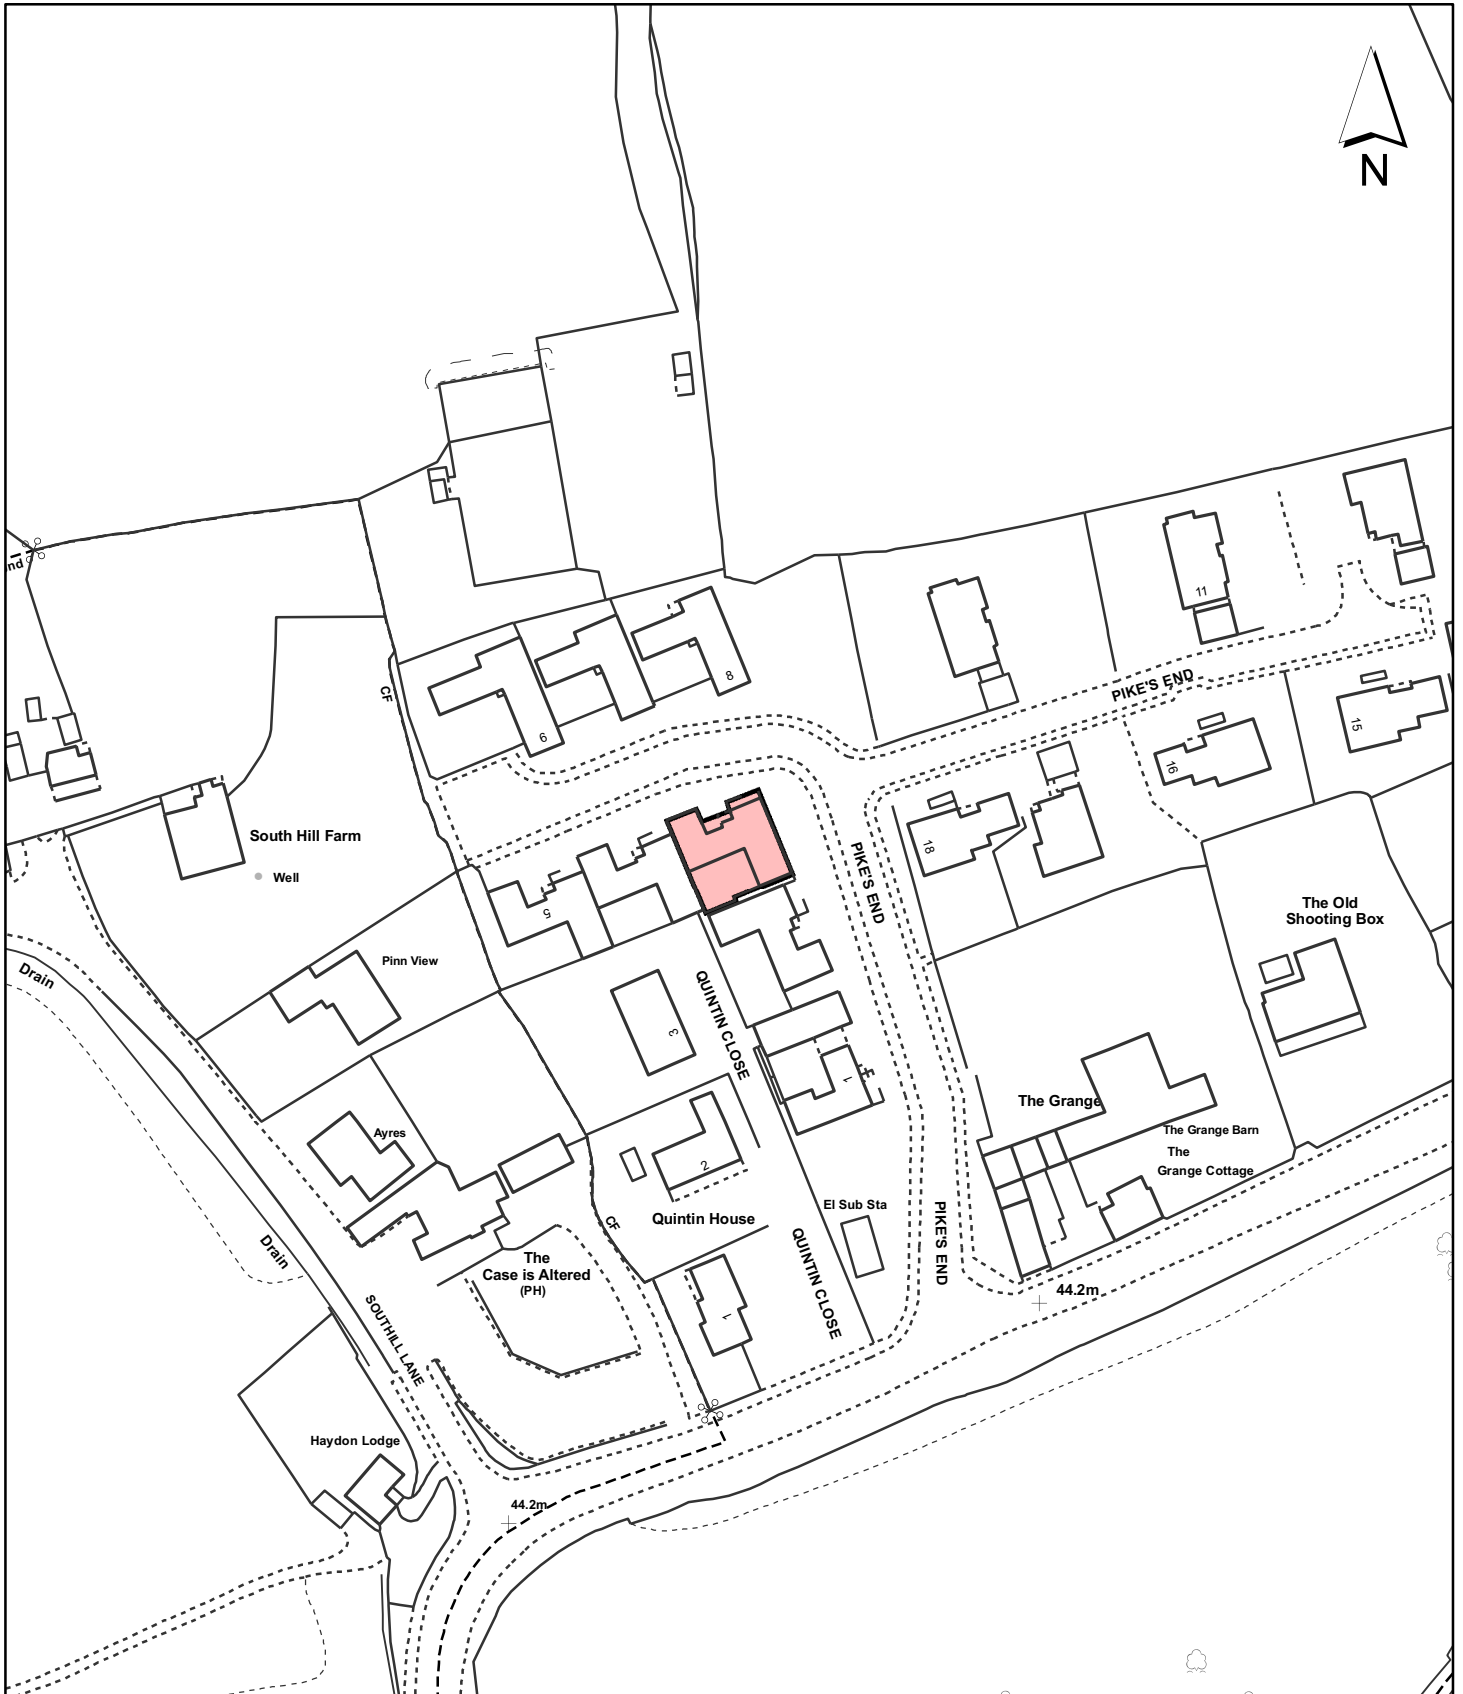 N
nd
11
CF
8
6
PIKE'S END
15
16
South Hill Farm
18
PIKE'S END
Well
5
The Old
Shooting Box
Pinn View
Drain
QUINTIN CLOSE
3
1
The Grange
Ayres
The Grange Barn
The
Grange Cottage
2
El Sub Sta
Quintin House
CF
PIKE'S END
Drain
QUINTIN CLOSE
The
Case is Altered
(PH)
44.2m
SOUTHILL LANE
1
Haydon Lodge
44.2m